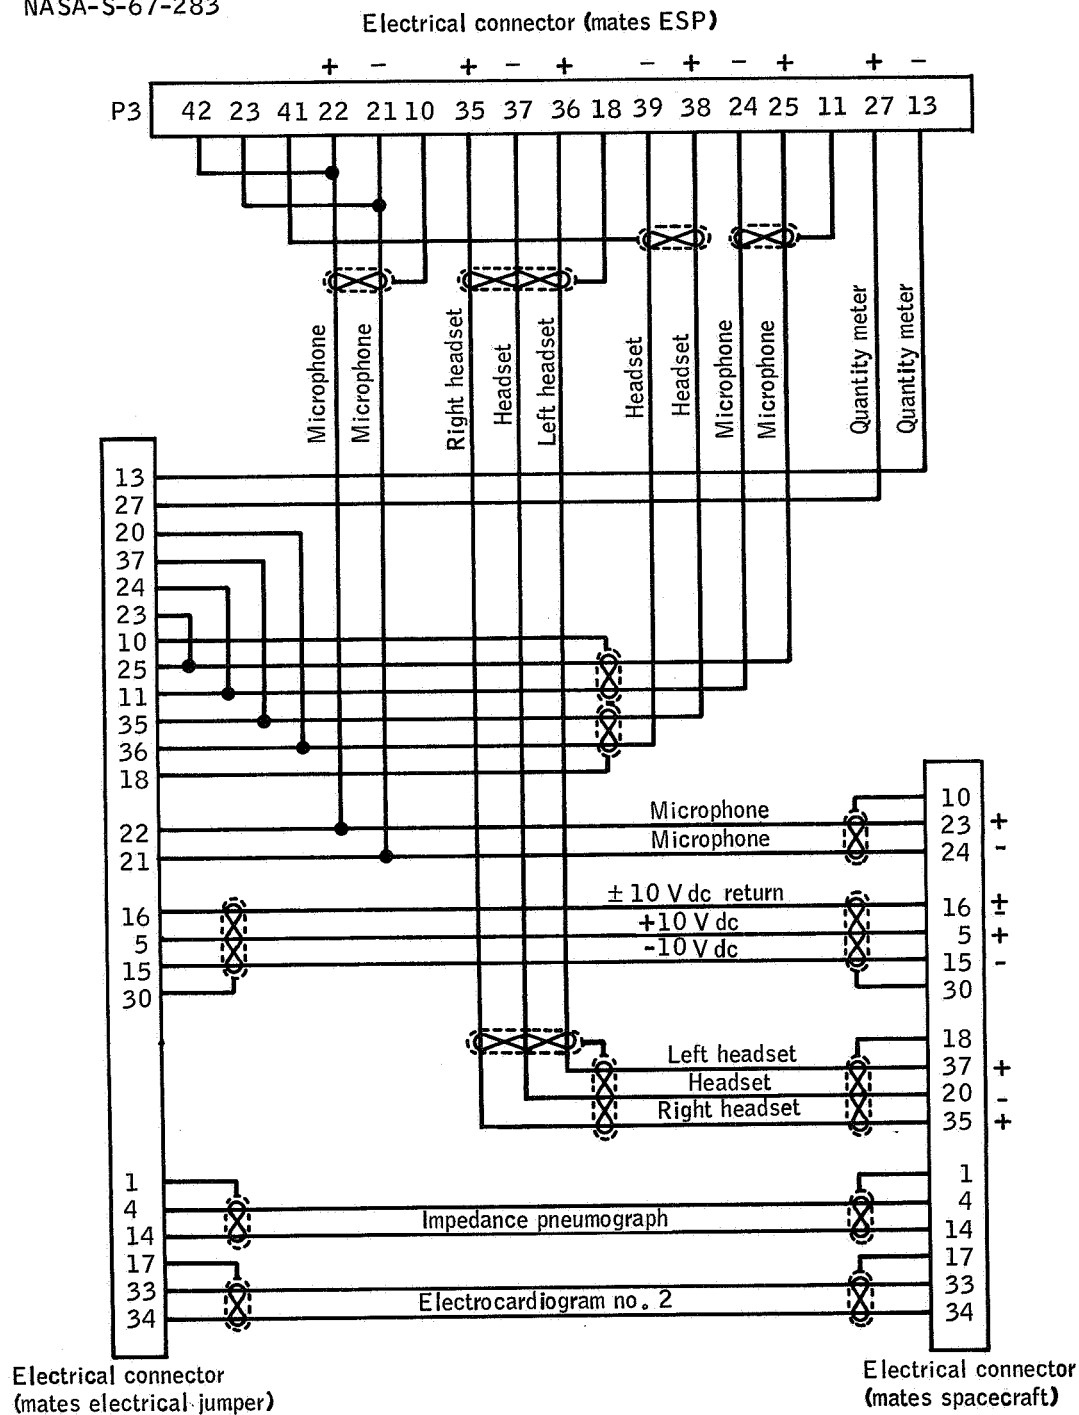 NASA-S-67-283
Electrical connector (mates ESP)
+ − + − + − + − + + −
P3 42 23 41 22 21 10 35 37 36 18 39 38 24 25 11 27 13
Microphone
Microphone
Right headset
Headset
Left headset
Headset
Headset
Microphone
Microphone
Quantity meter
Quantity meter
13
27
20
37
24
23
10
25
11
35
36
18
22
21
16
5
15
30
1
4
14
17
33
34
Microphone
Microphone
± 10 V dc return
+10 V dc
-10 V dc
Left headset
Headset
Right headset
Impedance pneumograph
Electrocardiogram no. 2
10
23 +
24 -
16 ±
5 +
15 -
30
18
37 +
20 -
35 +
1
4
14
17
33
34
Electrical connector
(mates electrical jumper)
Electrical connector
(mates spacecraft)